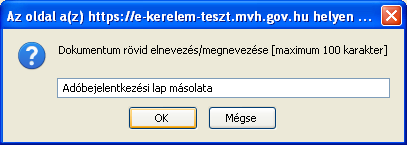 Az oldal a(z) https://e-kerelem-teszt.mvh.gov.hu helyen ...
Dokumentum rövid elnevezés/megnevezése [maximum 100 karakter]
Adóbejelentkezési lap másolata
OK
Mégse